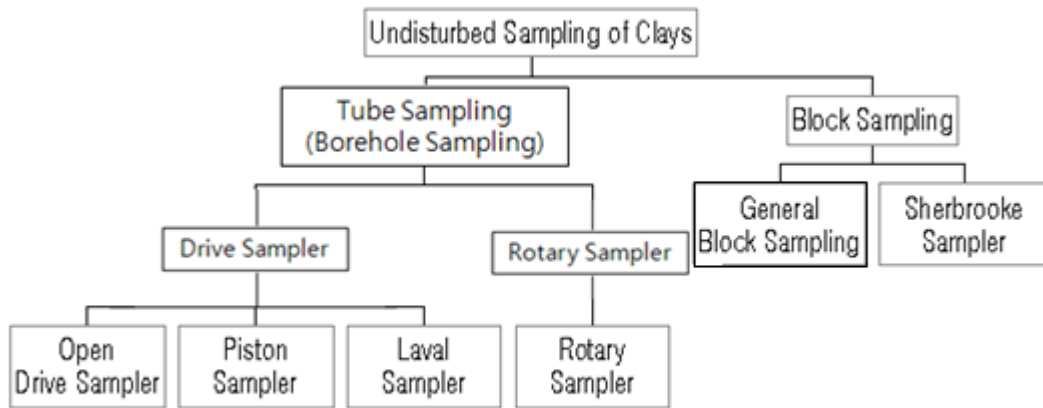 Undisturbed Sampling of Clays
Tube Sampling
(Borehole Sampling)
Block Sampling
General
Block Sampling
Sherbrooke
Sampler
Drive Sampler
Rotary Sampler
Open
Drive Sampler
Piston
Sampler
Laval
Sampler
Rotary
Sampler